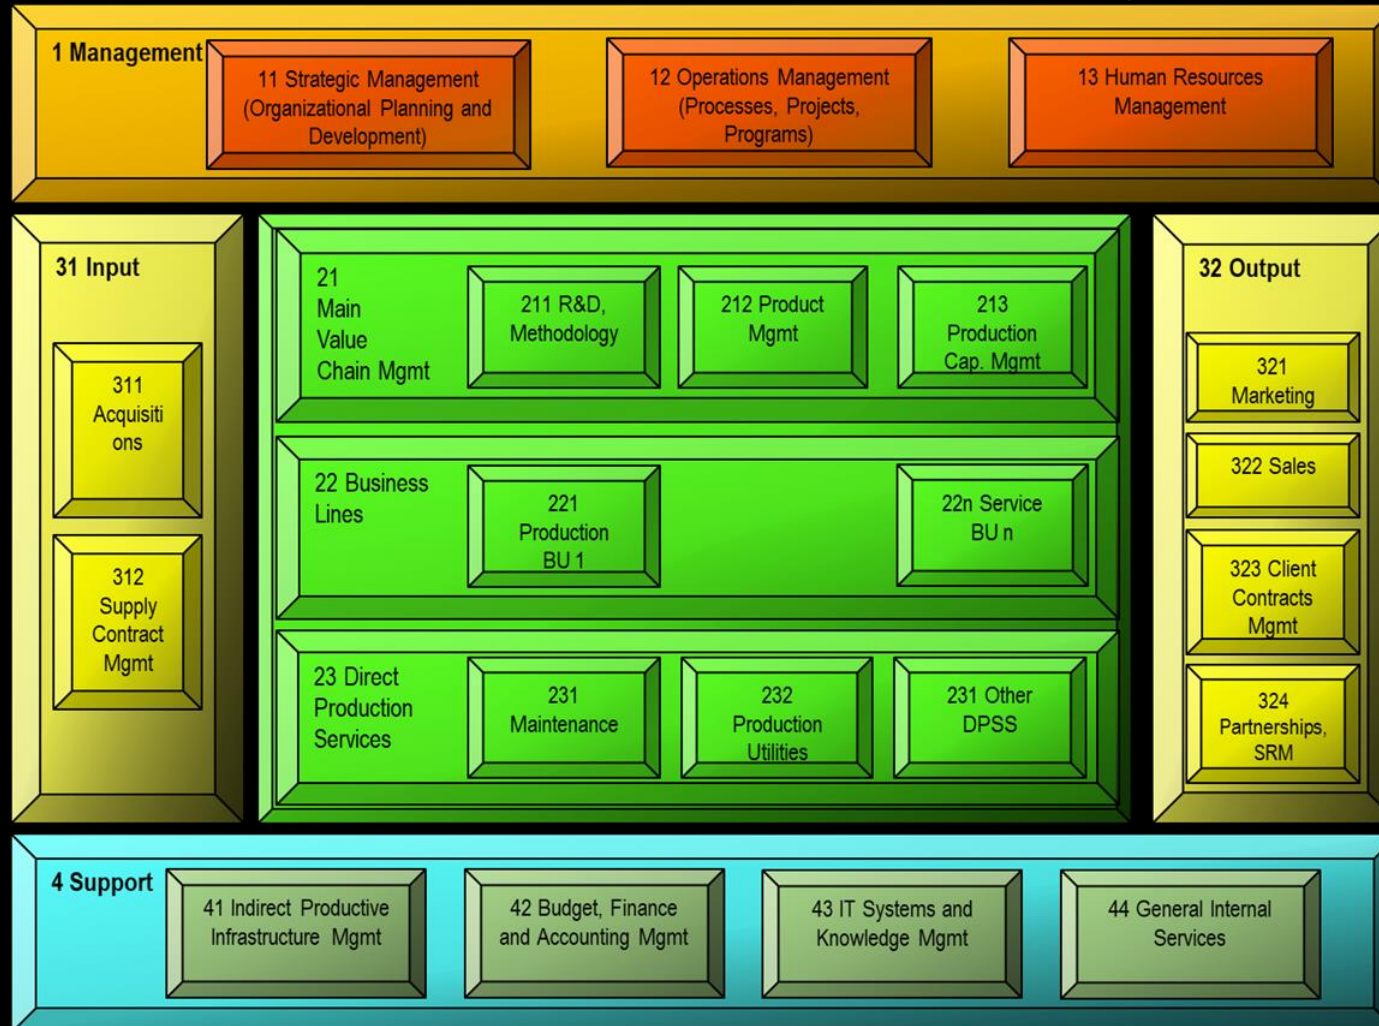 1 Management
11 Strategic Management
(Organizational Planning and
Development)
12 Operations Management
(Processes, Projects,
Programs)
13 Human Resources
Management
31 Input
311
Acquisiti
ons
312
Supply
Contract
Mgmt
21
Main
Value
Chain Mgmt
211 R&D,
Methodology
212 Product
Mgmt
213
Production
Cap. Mgmt
22 Business
Lines
221
Production
BU 1
22n Service
BU n
23 Direct
Production
Services
231
Maintenance
232
Production
Utilities
231 Other
DPSS
32 Output
321
Marketing
322 Sales
323 Client
Contracts
Mgmt
324
Partnerships,
SRM
4 Support
41 Indirect Productive
Infrastructure Mgmt
42 Budget, Finance
and Accounting Mgmt
43 IT Systems and
Knowledge Mgmt
44 General Internal
Services